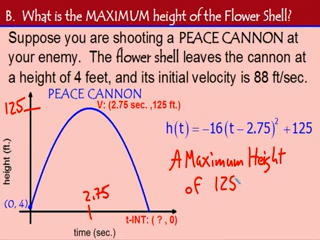 B. What is the MAXIMUM height of the Flower Shell?
Suppose you are shooting a PEACE CANNON at
your enemy. The flower shell leaves the cannon
at a height of 4 feet, and its initial velocity is 88 ft/sec.
PEACE CANNON
125
V: (2.75 sec. ,125 ft.)
h(t) = -16(t - 2.75)² + 125
A Maximum Height
of 125
height (ft.)
(0, 4)
2.75
t-INT: ( ? , 0)
time (sec.)